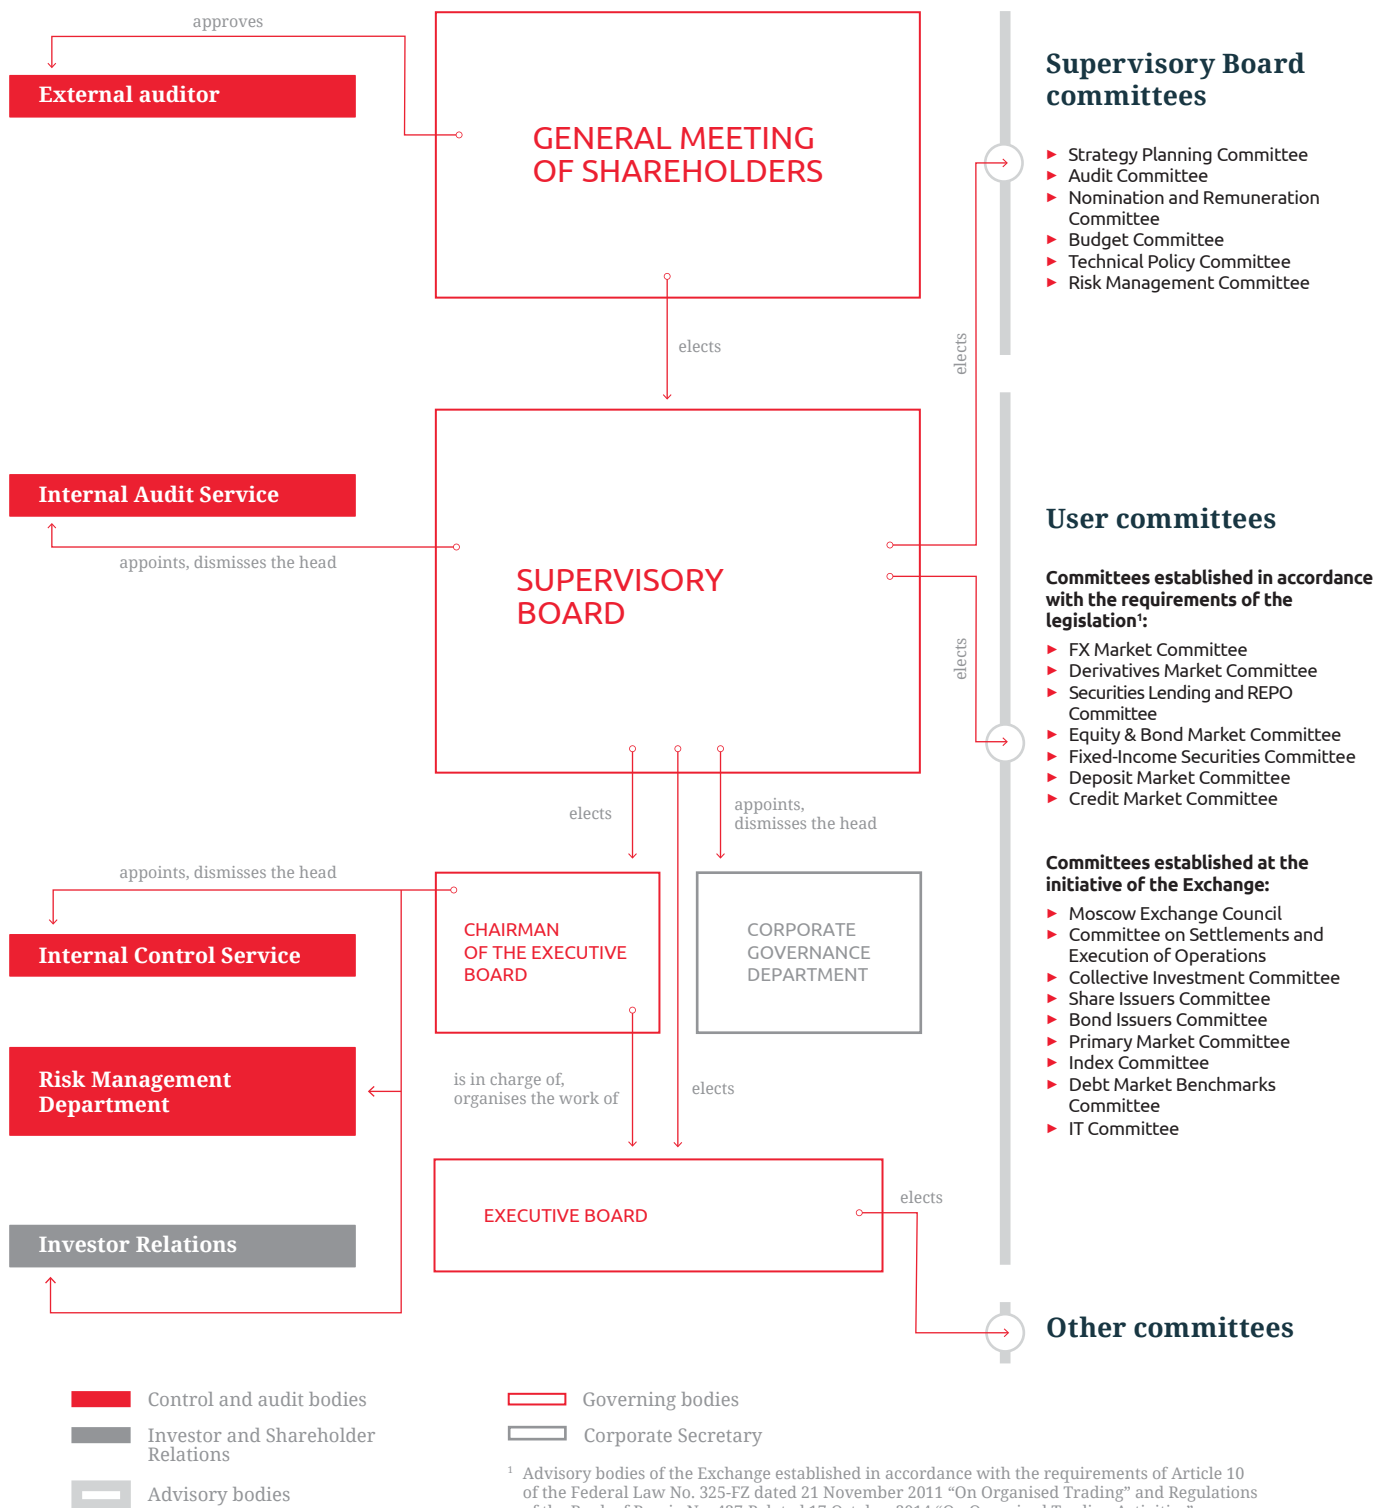 approves
External auditor
GENERAL MEETING
OF SHAREHOLDERS
elects
Supervisory Board
committees
► Strategy Planning Committee
► Audit Committee
► Nomination and Remuneration
Committee
► Budget Committee
► Technical Policy Committee
► Risk Management Committee
elects
Internal Audit Service
appoints, dismisses the head
SUPERVISORY
BOARD
elects
User committees
Committees established in accordance
with the requirements of the
legislation¹:
► FX Market Committee
► Derivatives Market Committee
► Securities Lending and REPO
Committee
► Equity & Bond Market Committee
► Fixed-Income Securities Committee
► Deposit Market Committee
► Credit Market Committee
Committees established at the
initiative of the Exchange:
► Moscow Exchange Council
► Committee on Settlements and
Execution of Operations
► Collective Investment Committee
► Share Issuers Committee
► Bond Issuers Committee
► Primary Market Committee
► Index Committee
► Debt Market Benchmarks
Committee
► IT Committee
elects
appoints,
dismisses the head
appoints, dismisses the head
Internal Control Service
CHAIRMAN
OF THE EXECUTIVE
BOARD
CORPORATE
GOVERNANCE
DEPARTMENT
Risk Management
Department
is in charge of,
organises the work of
elects
Investor Relations
EXECUTIVE BOARD
elects
Other committees
Control and audit bodies
Investor and Shareholder
Relations
Advisory bodies
Governing bodies
Corporate Secretary
¹ Advisory bodies of the Exchange established in accordance with the requirements of Article 10
of the Federal Law No. 325-FZ dated 21 November 2011 “On Organised Trading” and Regulations